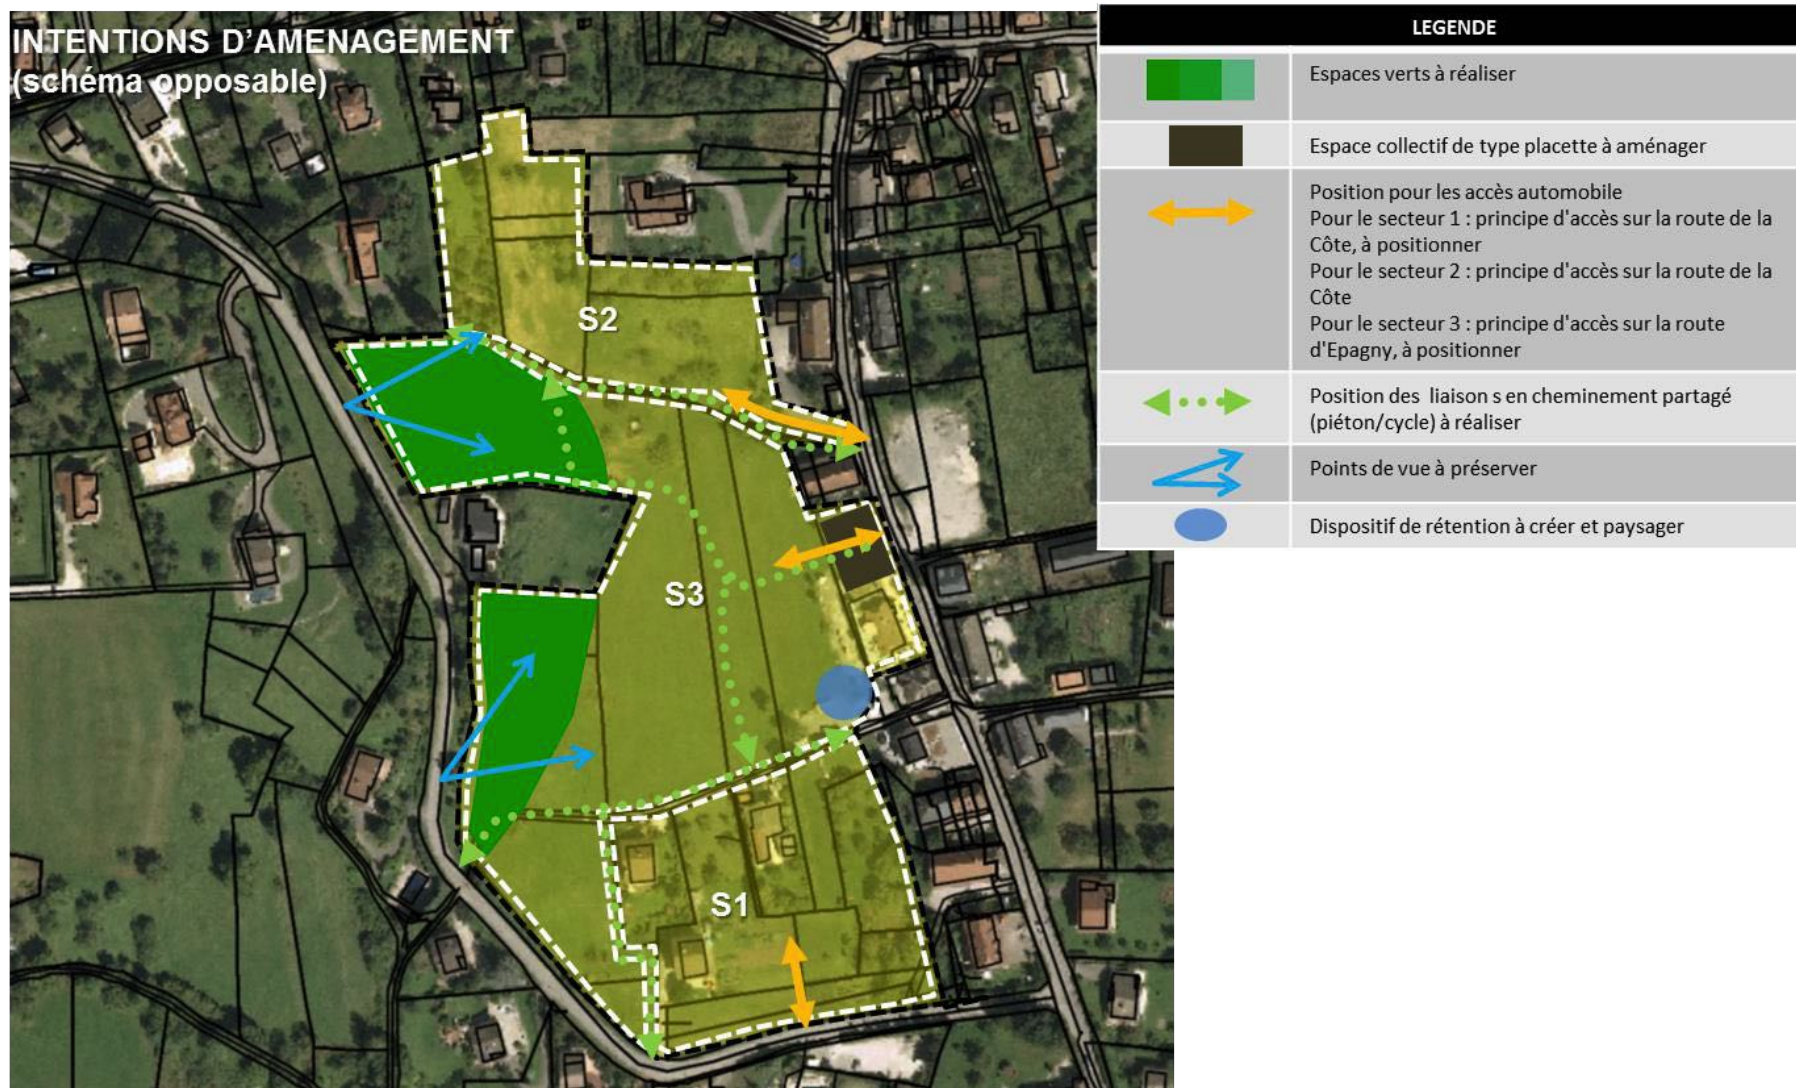 INTENTIONS D'AMENAGEMENT
(schéma opposable)
S2
S3
S1
LEGENDE
Espaces verts à réaliser
Espace collectif de type placette à aménager
Position pour les accès automobile
Pour le secteur 1 : principe d'accès sur la route de la
Côte, à positionner
Pour le secteur 2 : principe d'accès sur la route de la
Côte
Pour le secteur 3 : principe d'accès sur la route
d'Epagny, à positionner
Position des liaison s en cheminement partagé
(piéton/cycle) à réaliser
Points de vue à préserver
Dispositif de rétention à créer et paysager